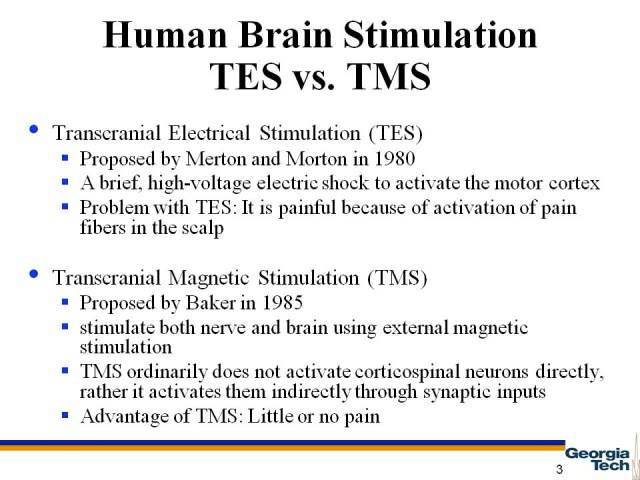 Human Brain Stimulation
TES vs. TMS
• Transcranial Electrical Stimulation (TES)
▪ Proposed by Merton and Morton in 1980
▪ A brief, high-voltage electric shock to activate the motor cortex
▪ Problem with TES: It is painful because of activation of pain
fibers in the scalp
• Transcranial Magnetic Stimulation (TMS)
▪ Proposed by Baker in 1985
▪ stimulate both nerve and brain using external magnetic
stimulation
▪ TMS ordinarily does not activate corticospinal neurons directly,
rather it activates them indirectly through synaptic inputs
▪ Advantage of TMS: Little or no pain
Georgia
Tech
3